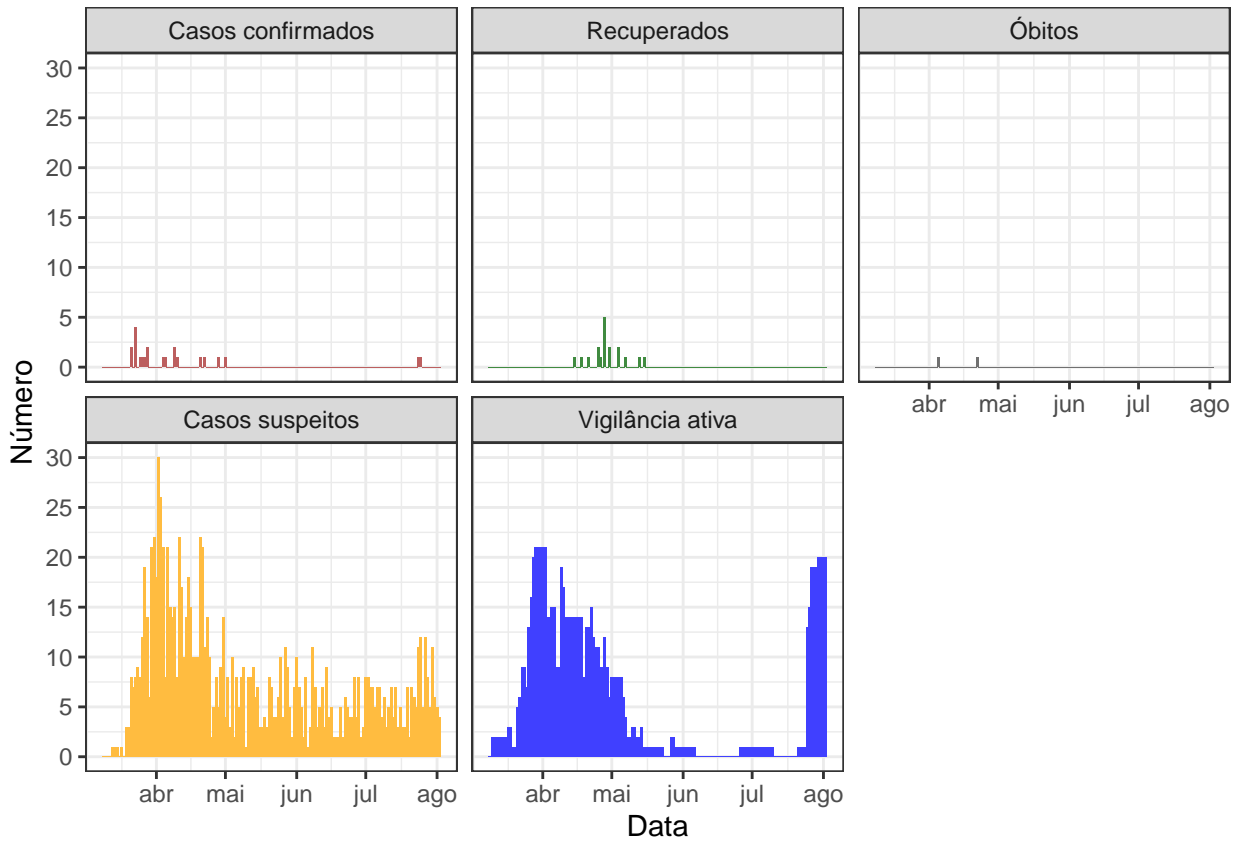 Casos confirmados
Recuperados
Óbitos
30
25
20
15
10
5
0
abr mai jun jul ago
Número
Casos suspeitos
Vigilância ativa
30
25
20
15
10
5
0
abr mai jun jul ago
abr mai jun jul ago
Data